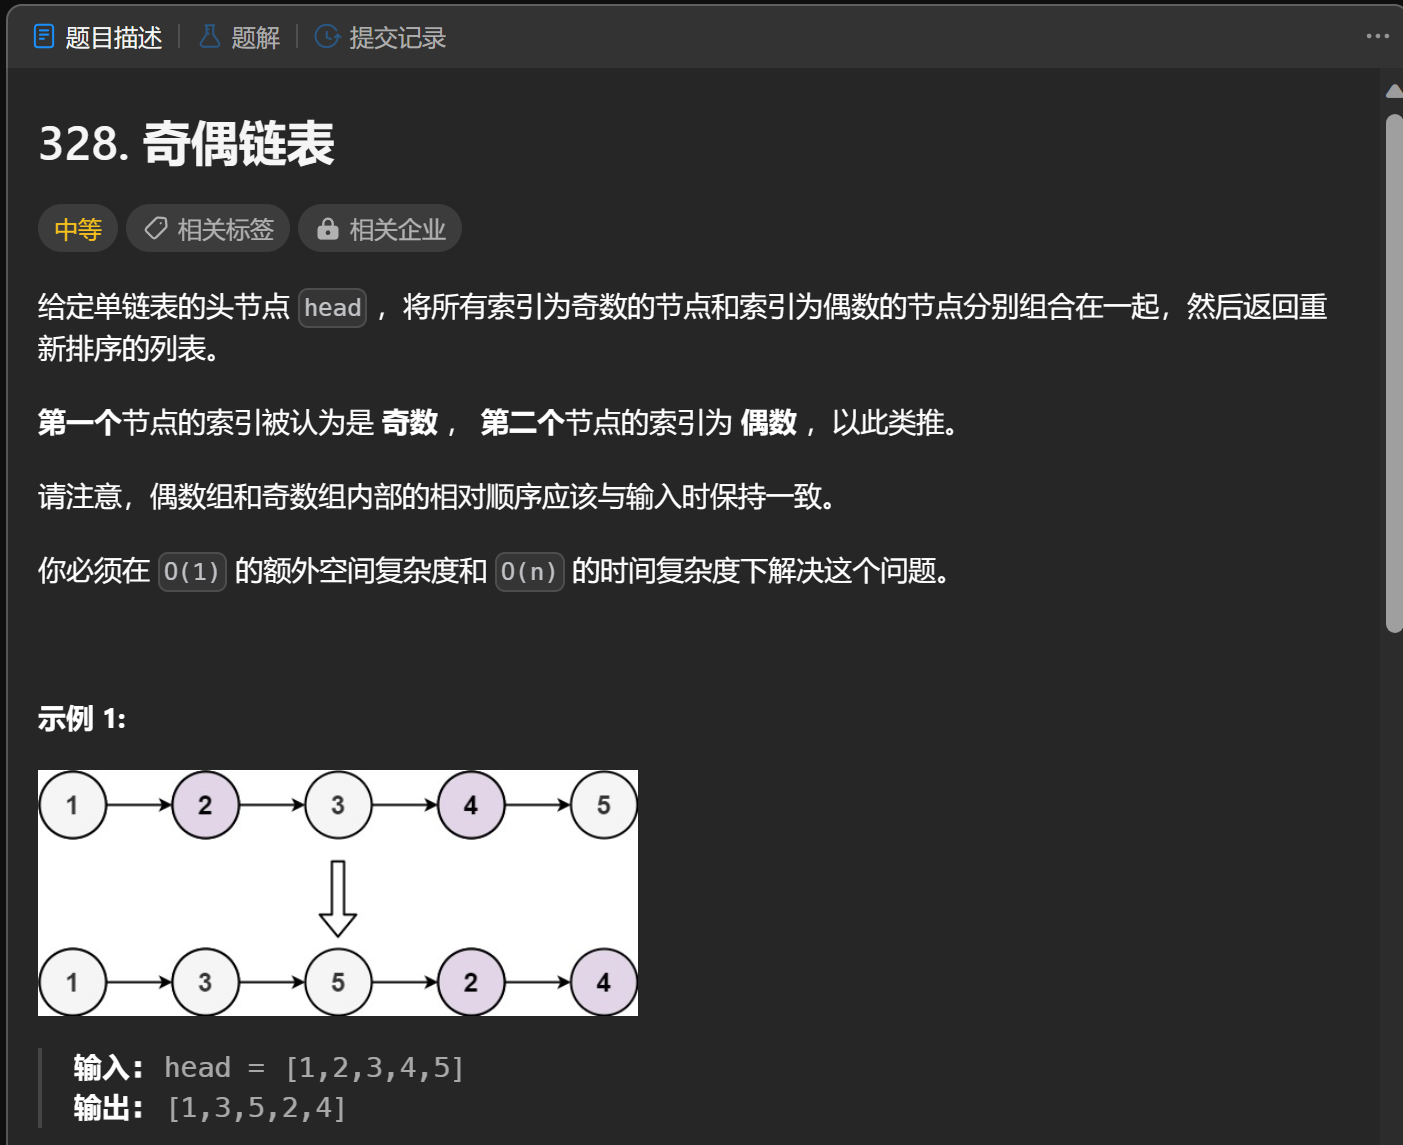 题目描述 题解 提交记录
328. 奇偶链表
中等 相关标签 相关企业
给定单链表的头节点 head ，将所有索引为奇数的节点和索引为偶数的节点分别组合在一起，然后返回重
新排序的列表。
第一个节点的索引被认为是 奇数 ， 第二个节点的索引为 偶数 ，以此类推。
请注意，偶数组和奇数组内部的相对顺序应该与输入时保持一致。
你必须在 O(1) 的额外空间复杂度和 O(n) 的时间复杂度下解决这个问题。
示例 1:
1 2 3 4 5
1 3 5 2 4
输入： head = [1,2,3,4,5]
输出： [1,3,5,2,4]